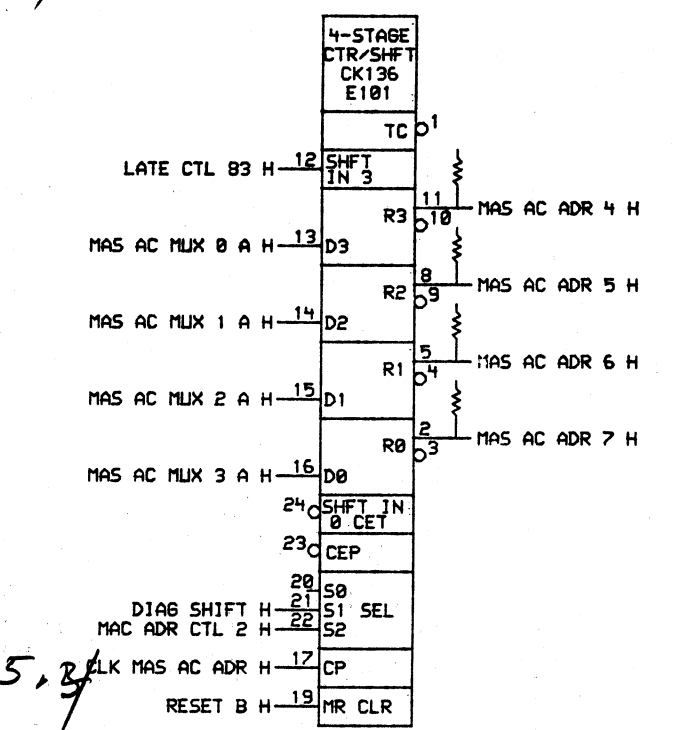 4-STAGE
CTR/SHFT
CK136
E101
TC 1
LATE CTL 83 H 12 SHFT
IN 3
11
R3 MAS AC ADR 4 H
10
MAS AC MUX 0 A H 13 D3
8
R2 MAS AC ADR 5 H
9
MAS AC MUX 1 A H 14 D2
5
R1 MAS AC ADR 6 H
4
MAS AC MUX 2 A H 15 D1
2
R0 MAS AC ADR 7 H
3
MAS AC MUX 3 A H 16 D0
24 SHFT IN
0 CET
23 CEP
20 S0
DIAG SHIFT H 21 S1 SEL
MAC ADR CTL 2 H 22 S2
CLK MAS AC ADR H 17 CP
RESET B H 19 MR CLR